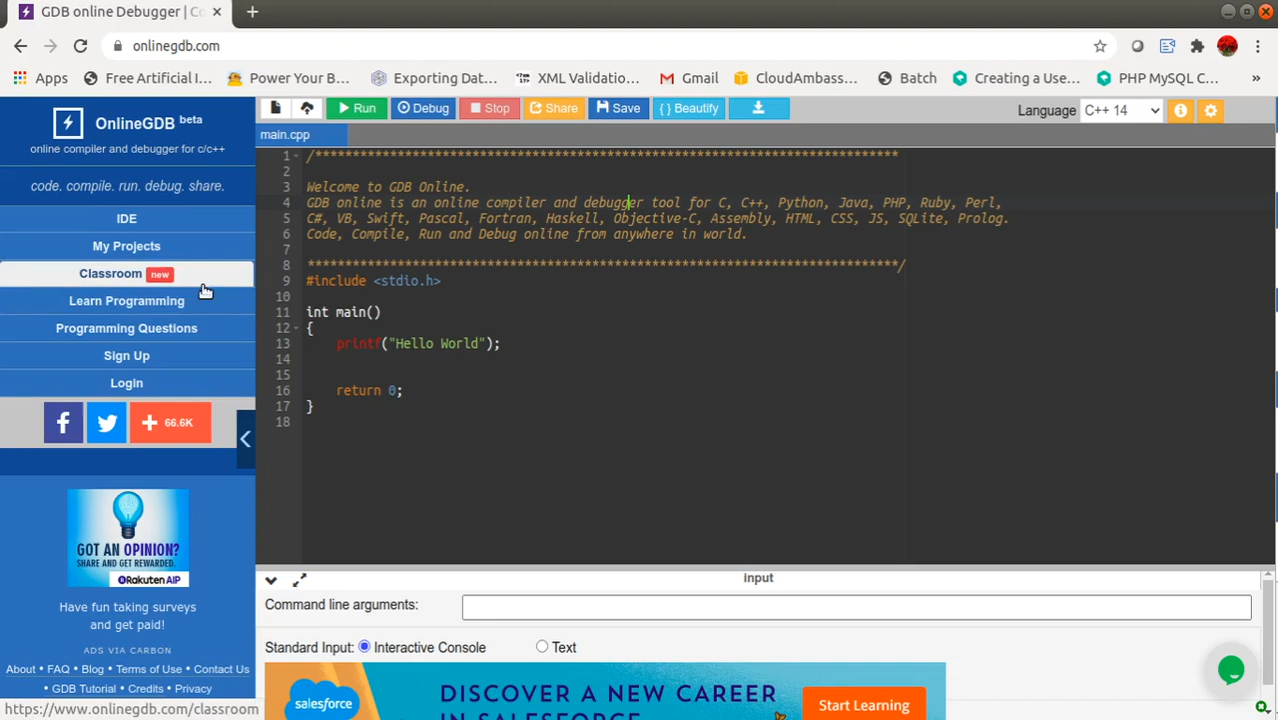 GDB online Debugger | Co
onlinegdb.com
Apps
Free Artificial I...
Power Your B...
Exporting Dat...
XML Validatio...
Gmail
CloudAmbass...
Batch
Creating a Use...
PHP MySQL C...
»
OnlineGDB beta
online compiler and debugger for c/c++
code. compile. run. debug. share.
IDE
My Projects
Classroom new
Learn Programming
Programming Questions
Sign Up
Login
f
+ 66.6K
GOT AN OPINION?
SHARE AND GET REWARDED.
Rakuten AIP
Have fun taking surveys
and get paid!
ADS VIA CARBON
About • FAQ • Blog • Terms of Use • Contact Us
• GDB Tutorial • Credits • Privacy
https://www.onlinegdb.com/classroom
Run
Debug
Stop
Share
Save
{ } Beautify
Language C++ 14
main.cpp
1 /******************************************************************************
2
3 Welcome to GDB Online.
4 GDB online is an online compiler and debugger tool for C, C++, Python, Java, PHP, Ruby, Perl,
5 C#, VB, Swift, Pascal, Fortran, Haskell, Objective-C, Assembly, HTML, CSS, JS, SQLite, Prolog.
6 Code, Compile, Run and Debug online from anywhere in world.
7
8 *******************************************************************************/
9 #include <stdio.h>
10
11 int main()
12 {
13 printf("Hello World");
14
15
16 return 0;
17 }
18
input
Command line arguments:
Standard Input: Interactive Console Text
salesforce
DISCOVER A NEW CAREER
IN SALESFORCE
Start Learning